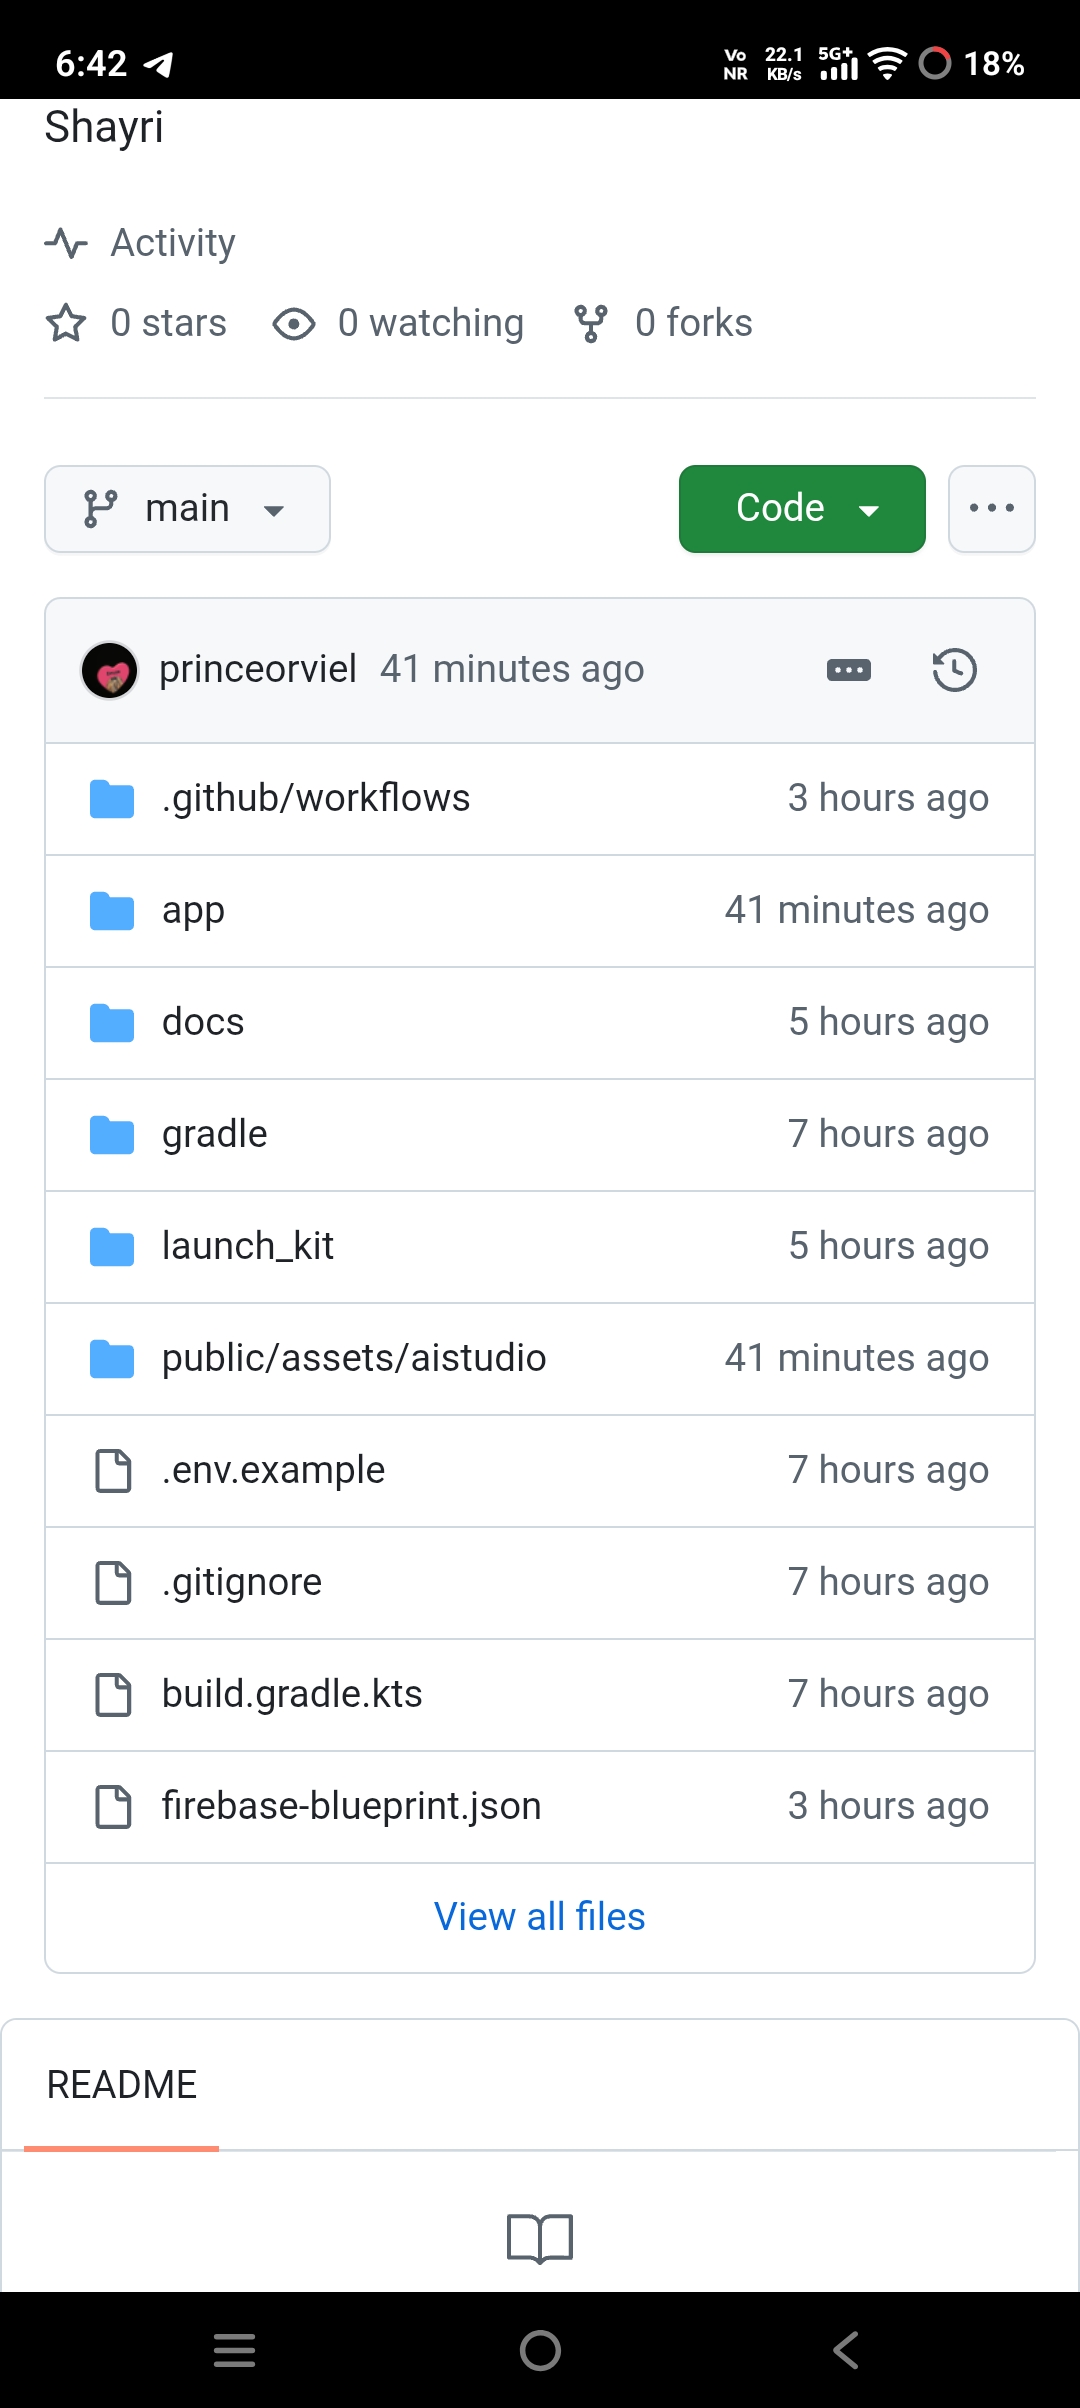 6:42 Vo NR 22.1 KB/s 5G+ 18%
Shayri
Activity
0 stars 0 watching 0 forks
main Code
princeorviel 41 minutes ago
.github/workflows 3 hours ago
app 41 minutes ago
docs 5 hours ago
gradle 7 hours ago
launch_kit 5 hours ago
public/assets/aistudio 41 minutes ago
.env.example 7 hours ago
.gitignore 7 hours ago
build.gradle.kts 7 hours ago
firebase-blueprint.json 3 hours ago
View all files
README